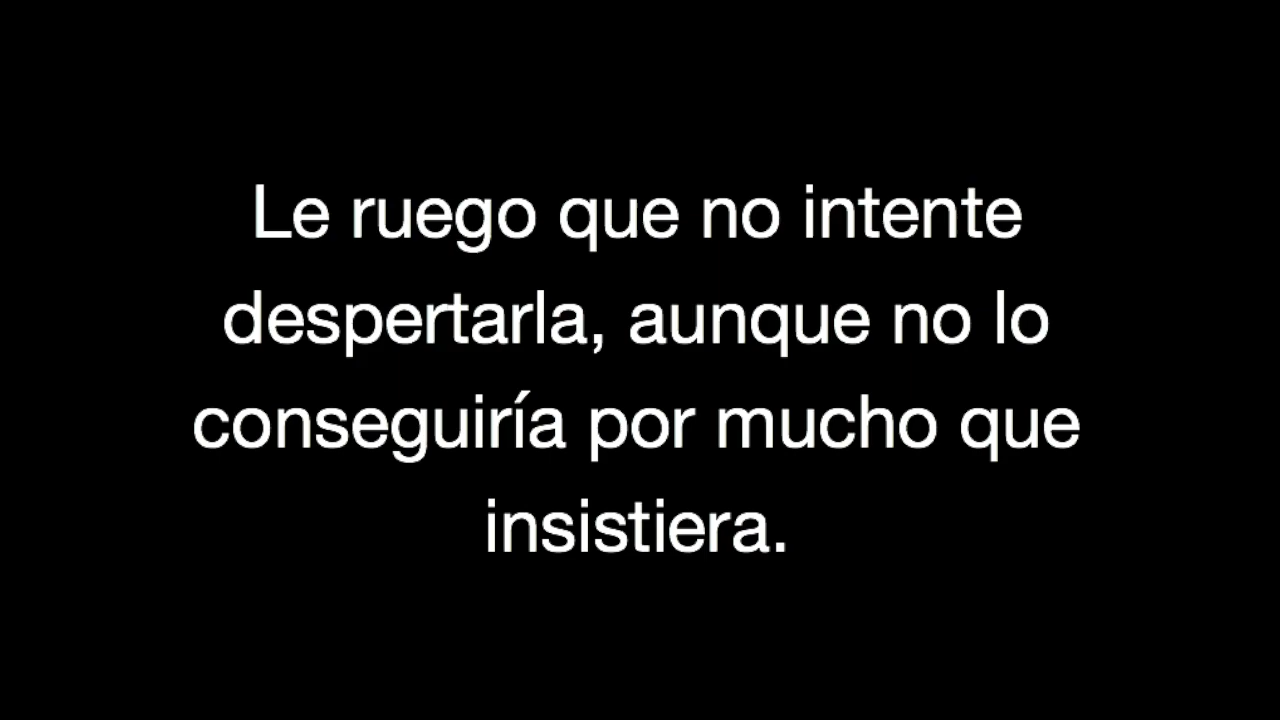 Le ruego que no intente
despertarla, aunque no lo
conseguiría por mucho que
insistiera.